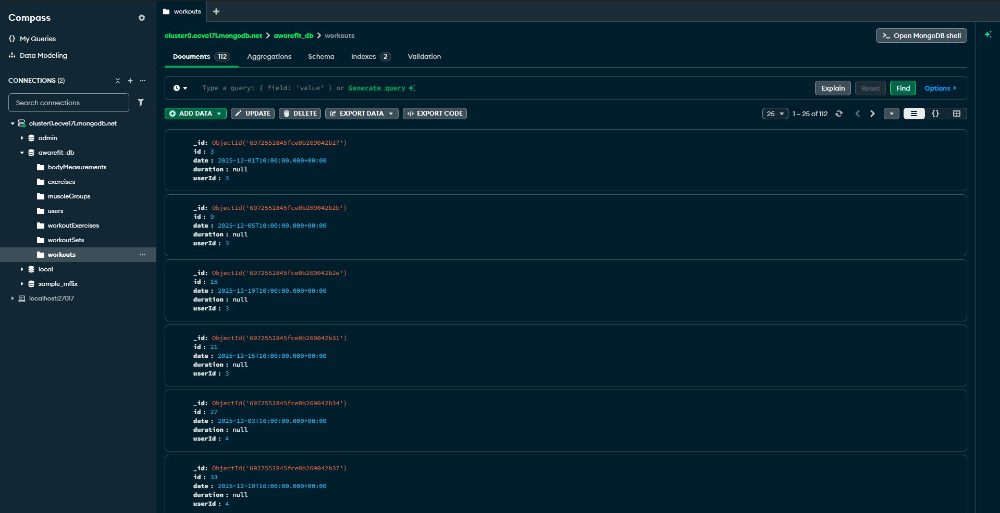 Compass
My Queries
Data Modeling
CONNECTIONS (2)
Search connections
cluster0.ecve17l.mongodb.net
admin
awarefit_db
bodyMeasurements
exercises
muscleGroups
users
workoutExercises
workoutSets
workouts
local
sample_mflix
localhost:27017
workouts
cluster0.ecve17l.mongodb.net > awarefit_db > workouts
>_ Open MongoDB shell
Documents 112 Aggregations Schema Indexes 2 Validation
Type a query: { field: 'value' } or Generate query
Explain Reset Find Options
ADD DATA UPDATE DELETE EXPORT DATA EXPORT CODE
25 1 – 25 of 112
_id: ObjectId('6972552845fce0b269042b27')
id : 3
date : 2025-12-01T10:00:00.000+00:00
duration : null
userId : 3
_id: ObjectId('6972552845fce0b269042b2b')
id : 9
date : 2025-12-05T10:00:00.000+00:00
duration : null
userId : 3
_id: ObjectId('6972552845fce0b269042b2e')
id : 15
date : 2025-12-10T10:00:00.000+00:00
duration : null
userId : 3
_id: ObjectId('6972552845fce0b269042b31')
id : 21
date : 2025-12-15T10:00:00.000+00:00
duration : null
userId : 3
_id: ObjectId('6972552845fce0b269042b34')
id : 27
date : 2025-12-03T16:00:00.000+00:00
duration : null
userId : 4
_id: ObjectId('6972552845fce0b269042b37')
id : 33
date : 2025-12-10T16:00:00.000+00:00
duration : null
userId : 4